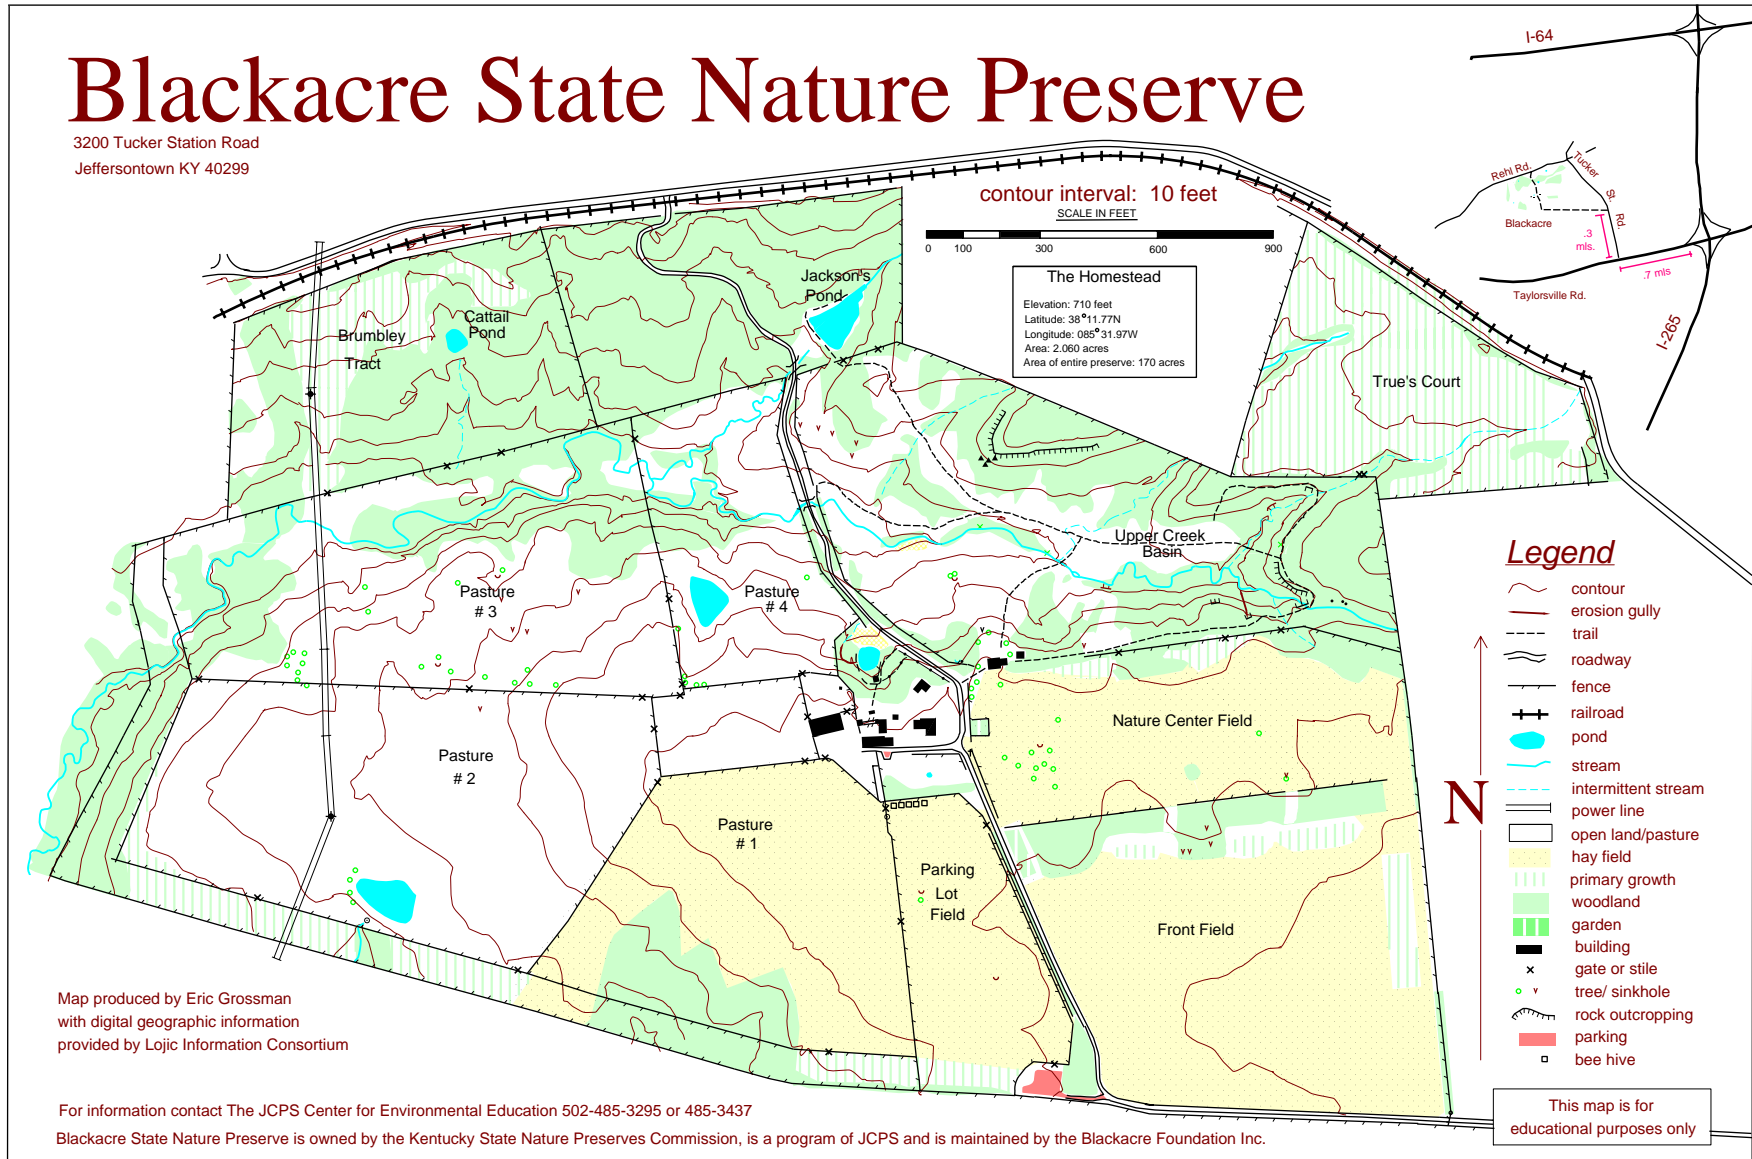 Blackacre State Nature Preserve
3200 Tucker Station Road
Jeffersontown KY 40299
I-64
contour interval: 10 feet
SCALE IN FEET
0 100 300 600 900
The Homestead
Elevation: 710 feet
Latitude: 38°11.77N
Longitude: 085°31.97W
Area: 2.060 acres
Area of entire preserve: 170 acres
Rehl Rd.
Tucker
St.
Rd.
Blackacre
.3
mls.
.7 mls
Taylorsville Rd.
I-265
Jackson's
Pond
Cattail
Pond
Brumbley
Tract
True's Court
Upper Creek
Basin
Pasture
# 3
Pasture
# 4
Nature Center Field
Pasture
# 2
Pasture
# 1
Parking
Lot
Field
Front Field
Legend
contour
erosion gully
trail
roadway
fence
railroad
pond
stream
intermittent stream
power line
open land/pasture
hay field
primary growth
woodland
garden
building
gate or stile
tree/ sinkhole
rock outcropping
parking
bee hive
N
Map produced by Eric Grossman
with digital geographic information
provided by Lojic Information Consortium
For information contact The JCPS Center for Environmental Education 502-485-3295 or 485-3437
Blackacre State Nature Preserve is owned by the Kentucky State Nature Preserves Commission, is a program of JCPS and is maintained by the Blackacre Foundation Inc.
This map is for
educational purposes only